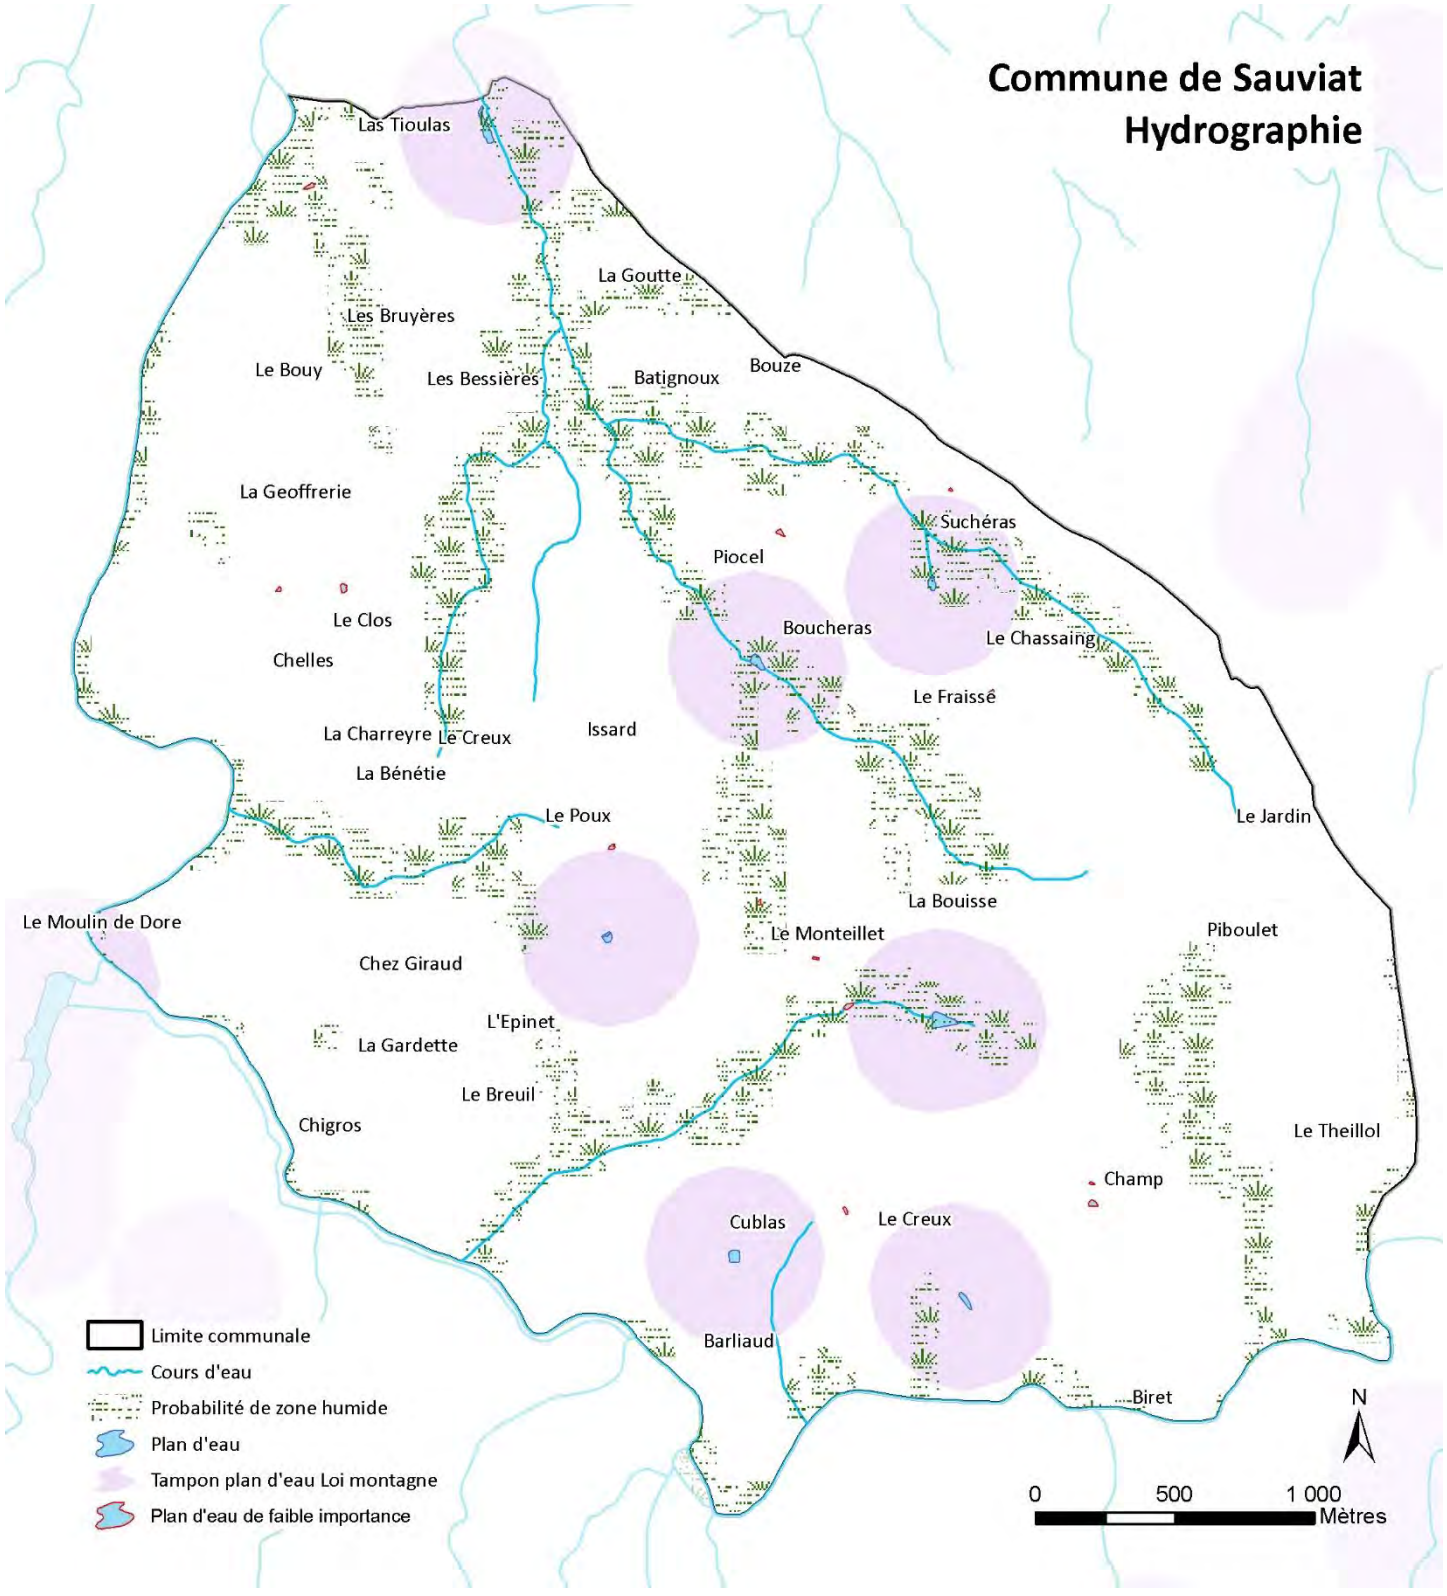 Commune de Sauviat
Hydrographie
Las Tioulas
La Goutte
Les Bruyères
Le Bouy
Les Bessières
Batignoux
Bouze
La Geoffrerie
Suchéras
Piocel
Le Clos
Boucheras
Le Chassaing
Chelles
Le Fraissé
La Charreyre
Le Creux
Issard
La Bénétie
Le Poux
Le Jardin
La Bouisse
Le Moulin de Dore
Le Monteillet
Piboulet
Chez Giraud
L'Epinet
La Gardette
Le Breuil
Chigros
Le Theillol
Champ
Cublas
Le Creux
Barliaud
Biret
Limite communale
Cours d'eau
Probabilité de zone humide
Plan d'eau
Tampon plan d'eau Loi montagne
Plan d'eau de faible importance
N
0 500 1 000
Mètres